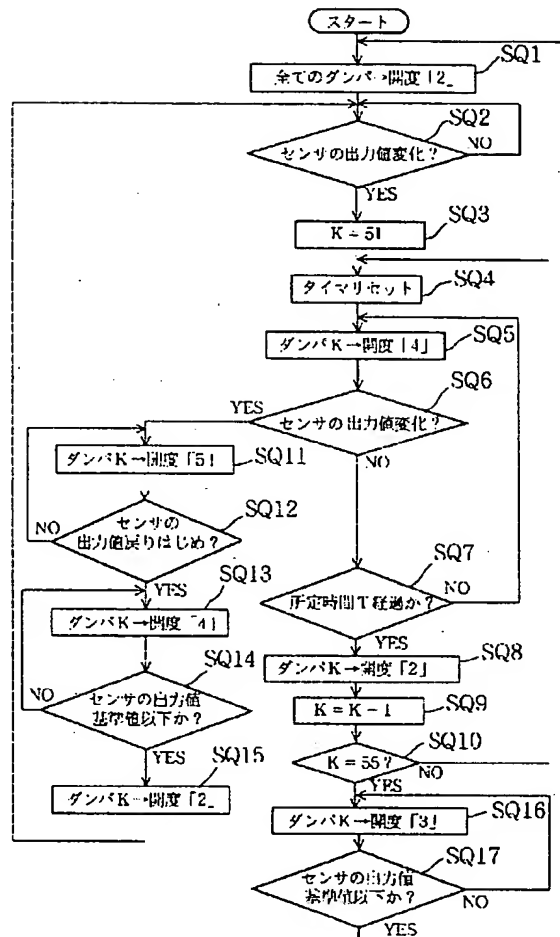 スタート
SQ1
全てのダンパ→開度「2」
SQ2
センサの出力値変化？
NO
YES
SQ3
K = 51
SQ4
タイマリセット
SQ5
ダンパK→開度「4」
SQ6
YES
センサの出力値変化？
NO
ダンパK→開度「5」
SQ11
SQ12
NO
センサの
出力値戻りはじめ？
YES
SQ13
ダンパK→開度「4」
SQ14
NO
センサの出力値
基準値以下か？
YES
SQ15
ダンパK→開度「2」
SQ7
所定時間T経過か？
NO
YES
SQ8
ダンパK→開度「2」
SQ9
SQ10
K = 55？
NO
YES
SQ16
ダンパK→開度「3」
SQ17
センサの出力値
基準値以下か？
NO
YES